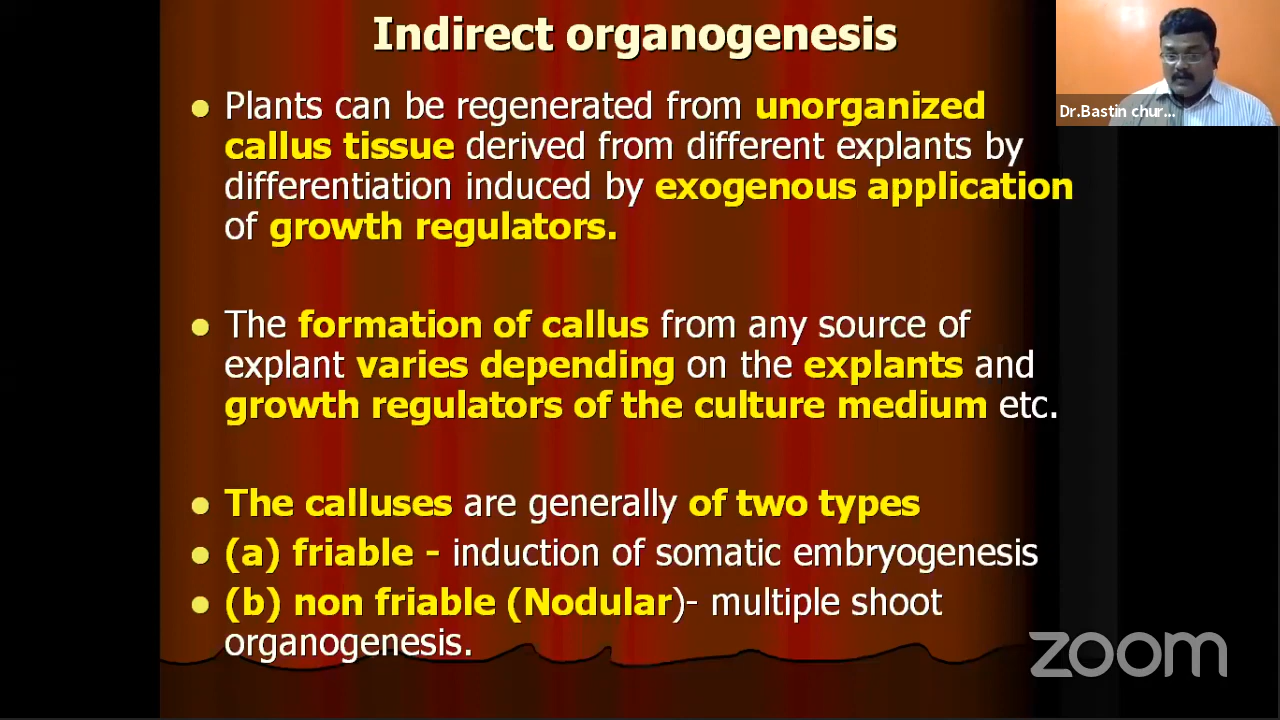 Indirect organogenesis
Plants can be regenerated from unorganized
callus tissue derived from different explants by
differentiation induced by exogenous application
of growth regulators.
The formation of callus from any source of
explant varies depending on the explants and
growth regulators of the culture medium etc.
The calluses are generally of two types
(a) friable - induction of somatic embryogenesis
(b) non friable (Nodular)- multiple shoot
organogenesis.
Dr.Bastin chur...
zoom